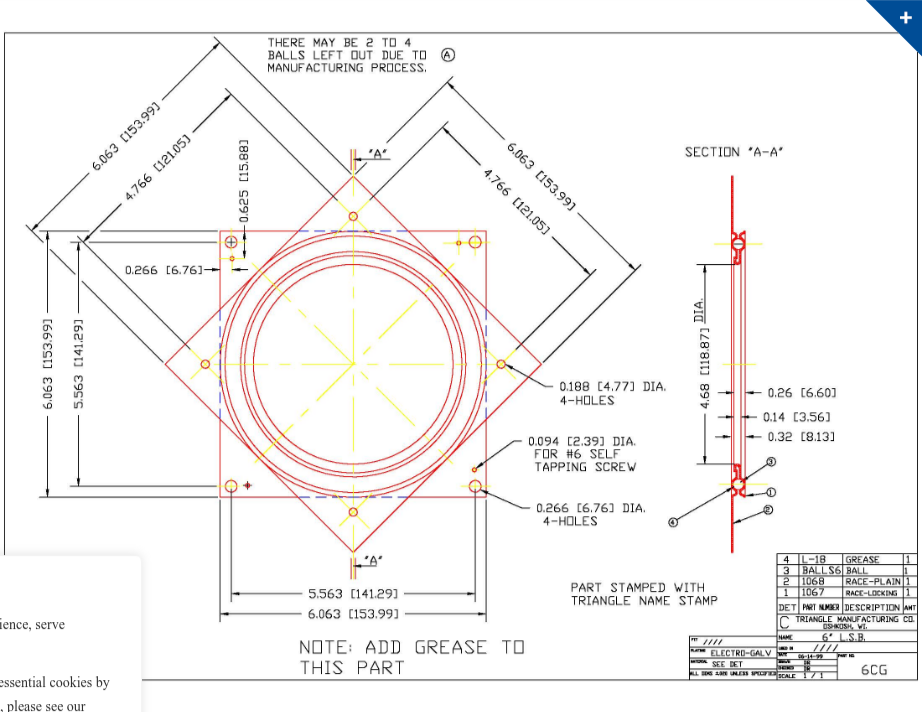 THERE MAY BE 2 TO 4
BALLS LEFT OUT DUE TO A
MANUFACTURING PROCESS.
6.063 [153.99]
4.766 [121.05]
0.625 [15.88]
"A"
6.063 [153.99]
4.766 [121.05]
SECTION "A-A"
0.266 [6.76]
6.063 [153.99]
5.563 [141.29]
4.68 [118.87] DIA.
0.188 [4.77] DIA.
4-HOLES
0.26 [6.60]
0.14 [3.56]
0.32 [8.13]
0.094 [2.39] DIA.
FOR #6 SELF
TAPPING SCREW
0.266 [6.76] DIA.
4-HOLES
3
1
2
4
"A"
5.563 [141.29]
6.063 [153.99]
PART STAMPED WITH
TRIANGLE NAME STAMP
NOTE: ADD GREASE TO
THIS PART
4 L-18 GREASE 1
3 BALLS6 BALL 1
2 1068 RACE-PLAIN 1
1 1067 RACE-LOCKING 1
DET PART NUMBER DESCRIPTION AMT
C TRIANGLE MANUFACTURING CO.
OSHKOSH, WI.
NAME 6" L.S.B.
USED IN ////
FIT ////
PLATING ELECTRO-GALV
MATERIAL SEE DET
ALL DIMS ±.020 UNLESS SPECIFIED
DATE 06-14-99
DRAWN DR
CHECKED DR
SCALE 1 / 1
PART NO.
6CG
ience, serve
essential cookies by
, please see our